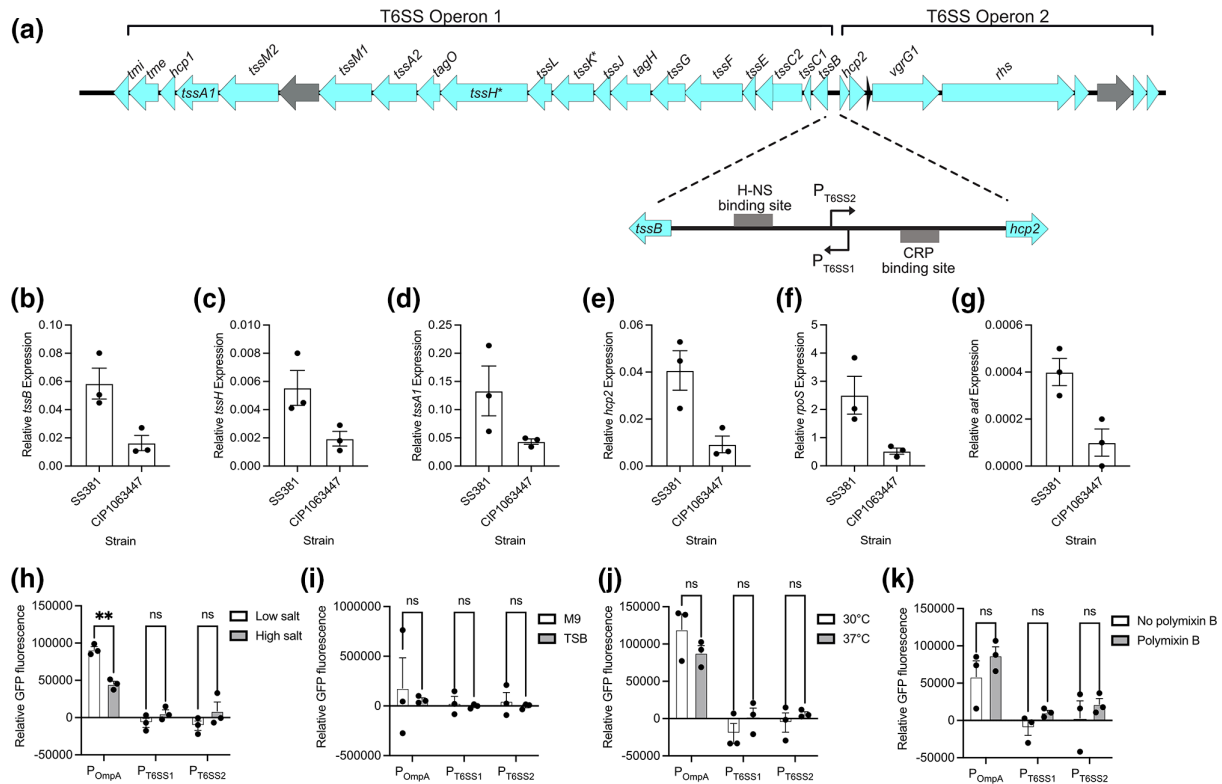 (a)
T6SS Operon 1
T6SS Operon 2
tmi
tme
hcp1
tssA1
tssM2
tssM1
tssA2
tagO
tssH*
tssL
tssK*
tssJ
tagH
tssG
tssF
tssE
tssC2
tssC1
tssB
hcp2
vgrG1
rhs
H-NS
binding site
PT6SS2
tssB
hcp2
PT6SS1
CRP
binding site
(b)
Relative tssB Expression
0.10
0.08
0.06
0.04
0.02
0.00
SS381
CIP1063447
Strain
(c)
Relative tssH Expression
0.010
0.008
0.006
0.004
0.002
0.000
SS381
CIP1063447
Strain
(d)
Relative tssA1 Expression
0.25
0.20
0.15
0.10
0.05
0.00
SS381
CIP1063447
Strain
(e)
Relative hcp2 Expression
0.06
0.04
0.02
0.00
SS381
CIP1063447
Strain
(f)
Relative rpoS Expression
5
4
3
2
1
0
SS381
CIP1063447
Strain
(g)
Relative aat Expression
0.0006
0.0004
0.0002
0.0000
SS381
CIP1063447
Strain
(h)
Relative GFP fluorescence
150000
100000
50000
0
-50000
**
ns
ns
Low salt
High salt
POmpA
PT6SS1
PT6SS2
(i)
Relative GFP fluorescence
1000000
500000
0
-500000
ns
ns
ns
M9
TSB
POmpA
PT6SS1
PT6SS2
(j)
Relative GFP fluorescence
150000
100000
50000
0
-50000
ns
ns
ns
30°C
37°C
POmpA
PT6SS1
PT6SS2
(k)
Relative GFP fluorescence
150000
100000
50000
0
-50000
ns
ns
ns
No polymixin B
Polymixin B
POmpA
PT6SS1
PT6SS2